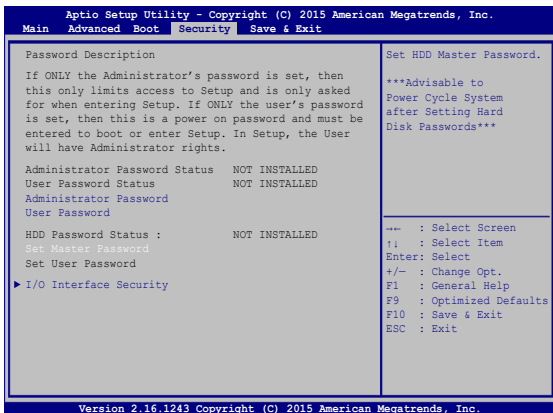 Aptio Setup Utility - Copyright (C) 2015 American Megatrends, Inc.
Main Advanced Boot Security Save & Exit
Password Description
If ONLY the Administrator's password is set, then
this only limits access to Setup and is only asked
for when entering Setup. If ONLY the user's password
is set, then this is a power on password and must be
entered to boot or enter Setup. In Setup, the User
will have Administrator rights.
Administrator Password Status NOT INSTALLED
User Password Status NOT INSTALLED
Administrator Password
User Password
HDD Password Status : NOT INSTALLED
Set Master Password
Set User Password
▶ I/O Interface Security
Set HDD Master Password.
***Advisable to
Power Cycle System
after Setting Hard
Disk Passwords***
→← : Select Screen
↑↓ : Select Item
Enter: Select
+/— : Change Opt.
F1 : General Help
F9 : Optimized Defaults
F10 : Save & Exit
ESC : Exit
Version 2.16.1243 Copyright (C) 2015 American Megatrends, Inc.